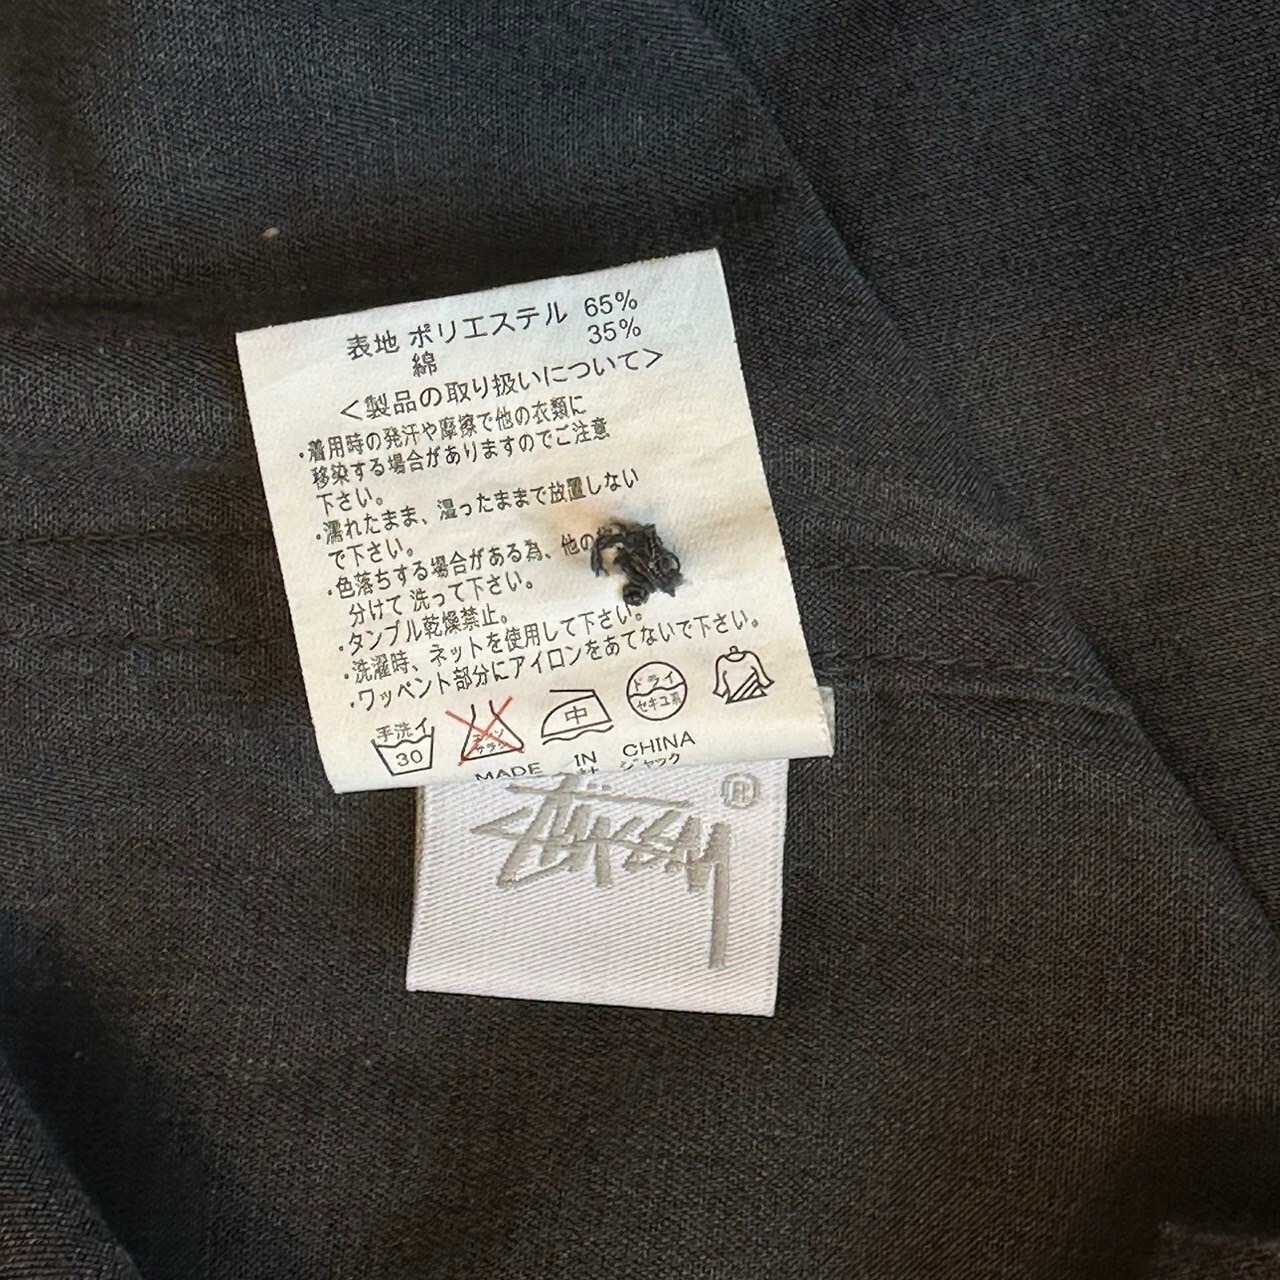 表地 ポリエステル 65%
綿 35%
<製品の取り扱いについて>
・着用時の発汗や摩擦で他の衣類に
移染する場合がありますのでご注意
下さい。
・濡れたまま、湿ったままで放置しない
で下さい。
・色落ちする場合がある為、他の
分けて 洗って下さい。
・タンブル乾燥禁止。
・洗濯時、ネットを使用して下さい。
・ワッペント部分にアイロンをあてないで下さい。
手洗イ
30
中
ドライ
セキユ系
MADE IN CHINA
ジャック
Stüssy ®